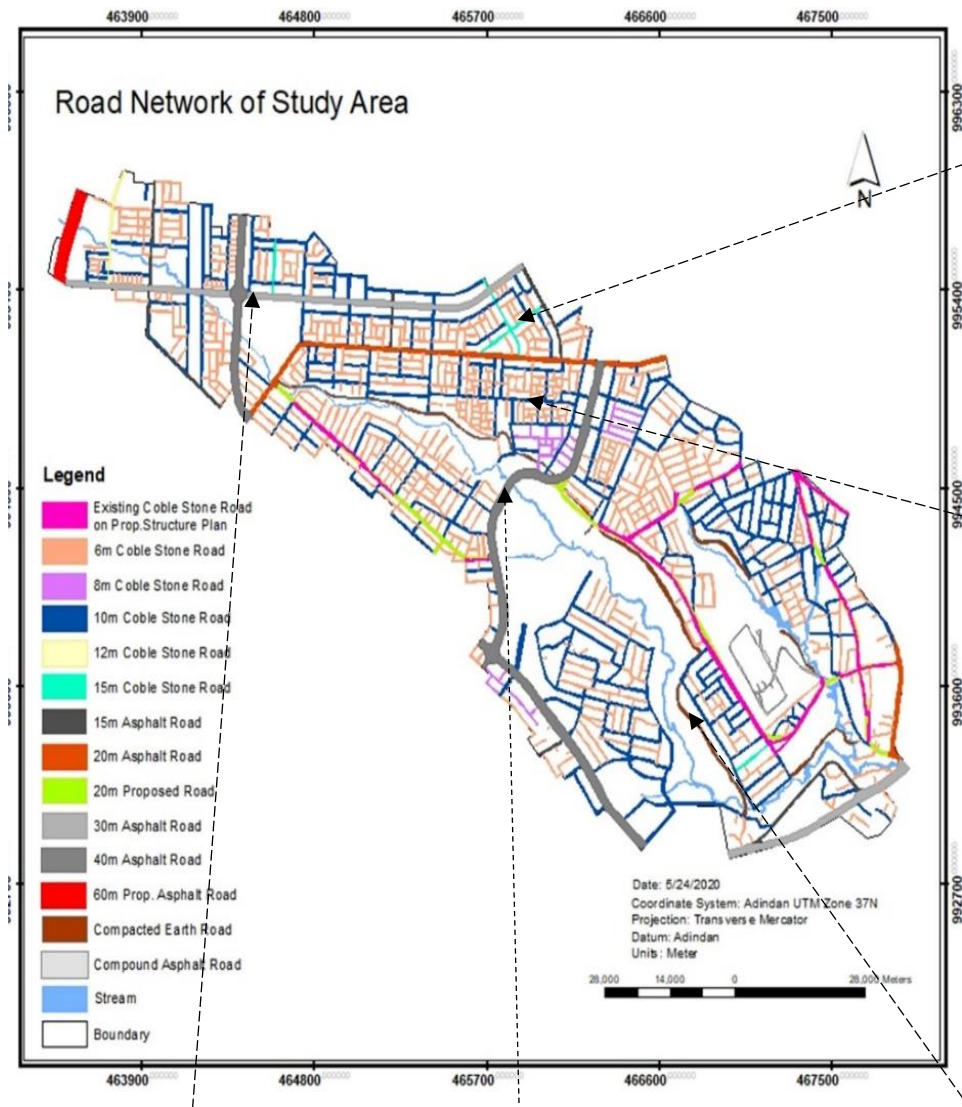 463900 464800 465700 466600 467500
Road Network of Study Area
996300
N
995400
994500
993600
992700
Legend
Existing Coble Stone Road
on Prop.Structure Plan
6m Coble Stone Road
8m Coble Stone Road
10m Coble Stone Road
12m Coble Stone Road
15m Coble Stone Road
15m Asphalt Road
20m Asphalt Road
20m Proposed Road
30m Asphalt Road
40m Asphalt Road
60m Prop. Asphalt Road
Compacted Earth Road
Compound Asphalt Road
Stream
Boundary
Date: 5/24/2020
Coordinate System: Adindan UTM Zone 37N
Projection: Transverse Mercator
Datum: Adindan
Units: Meter
28,000 14,000 0 28,000 Meters
463900 464800 465700 466600 467500